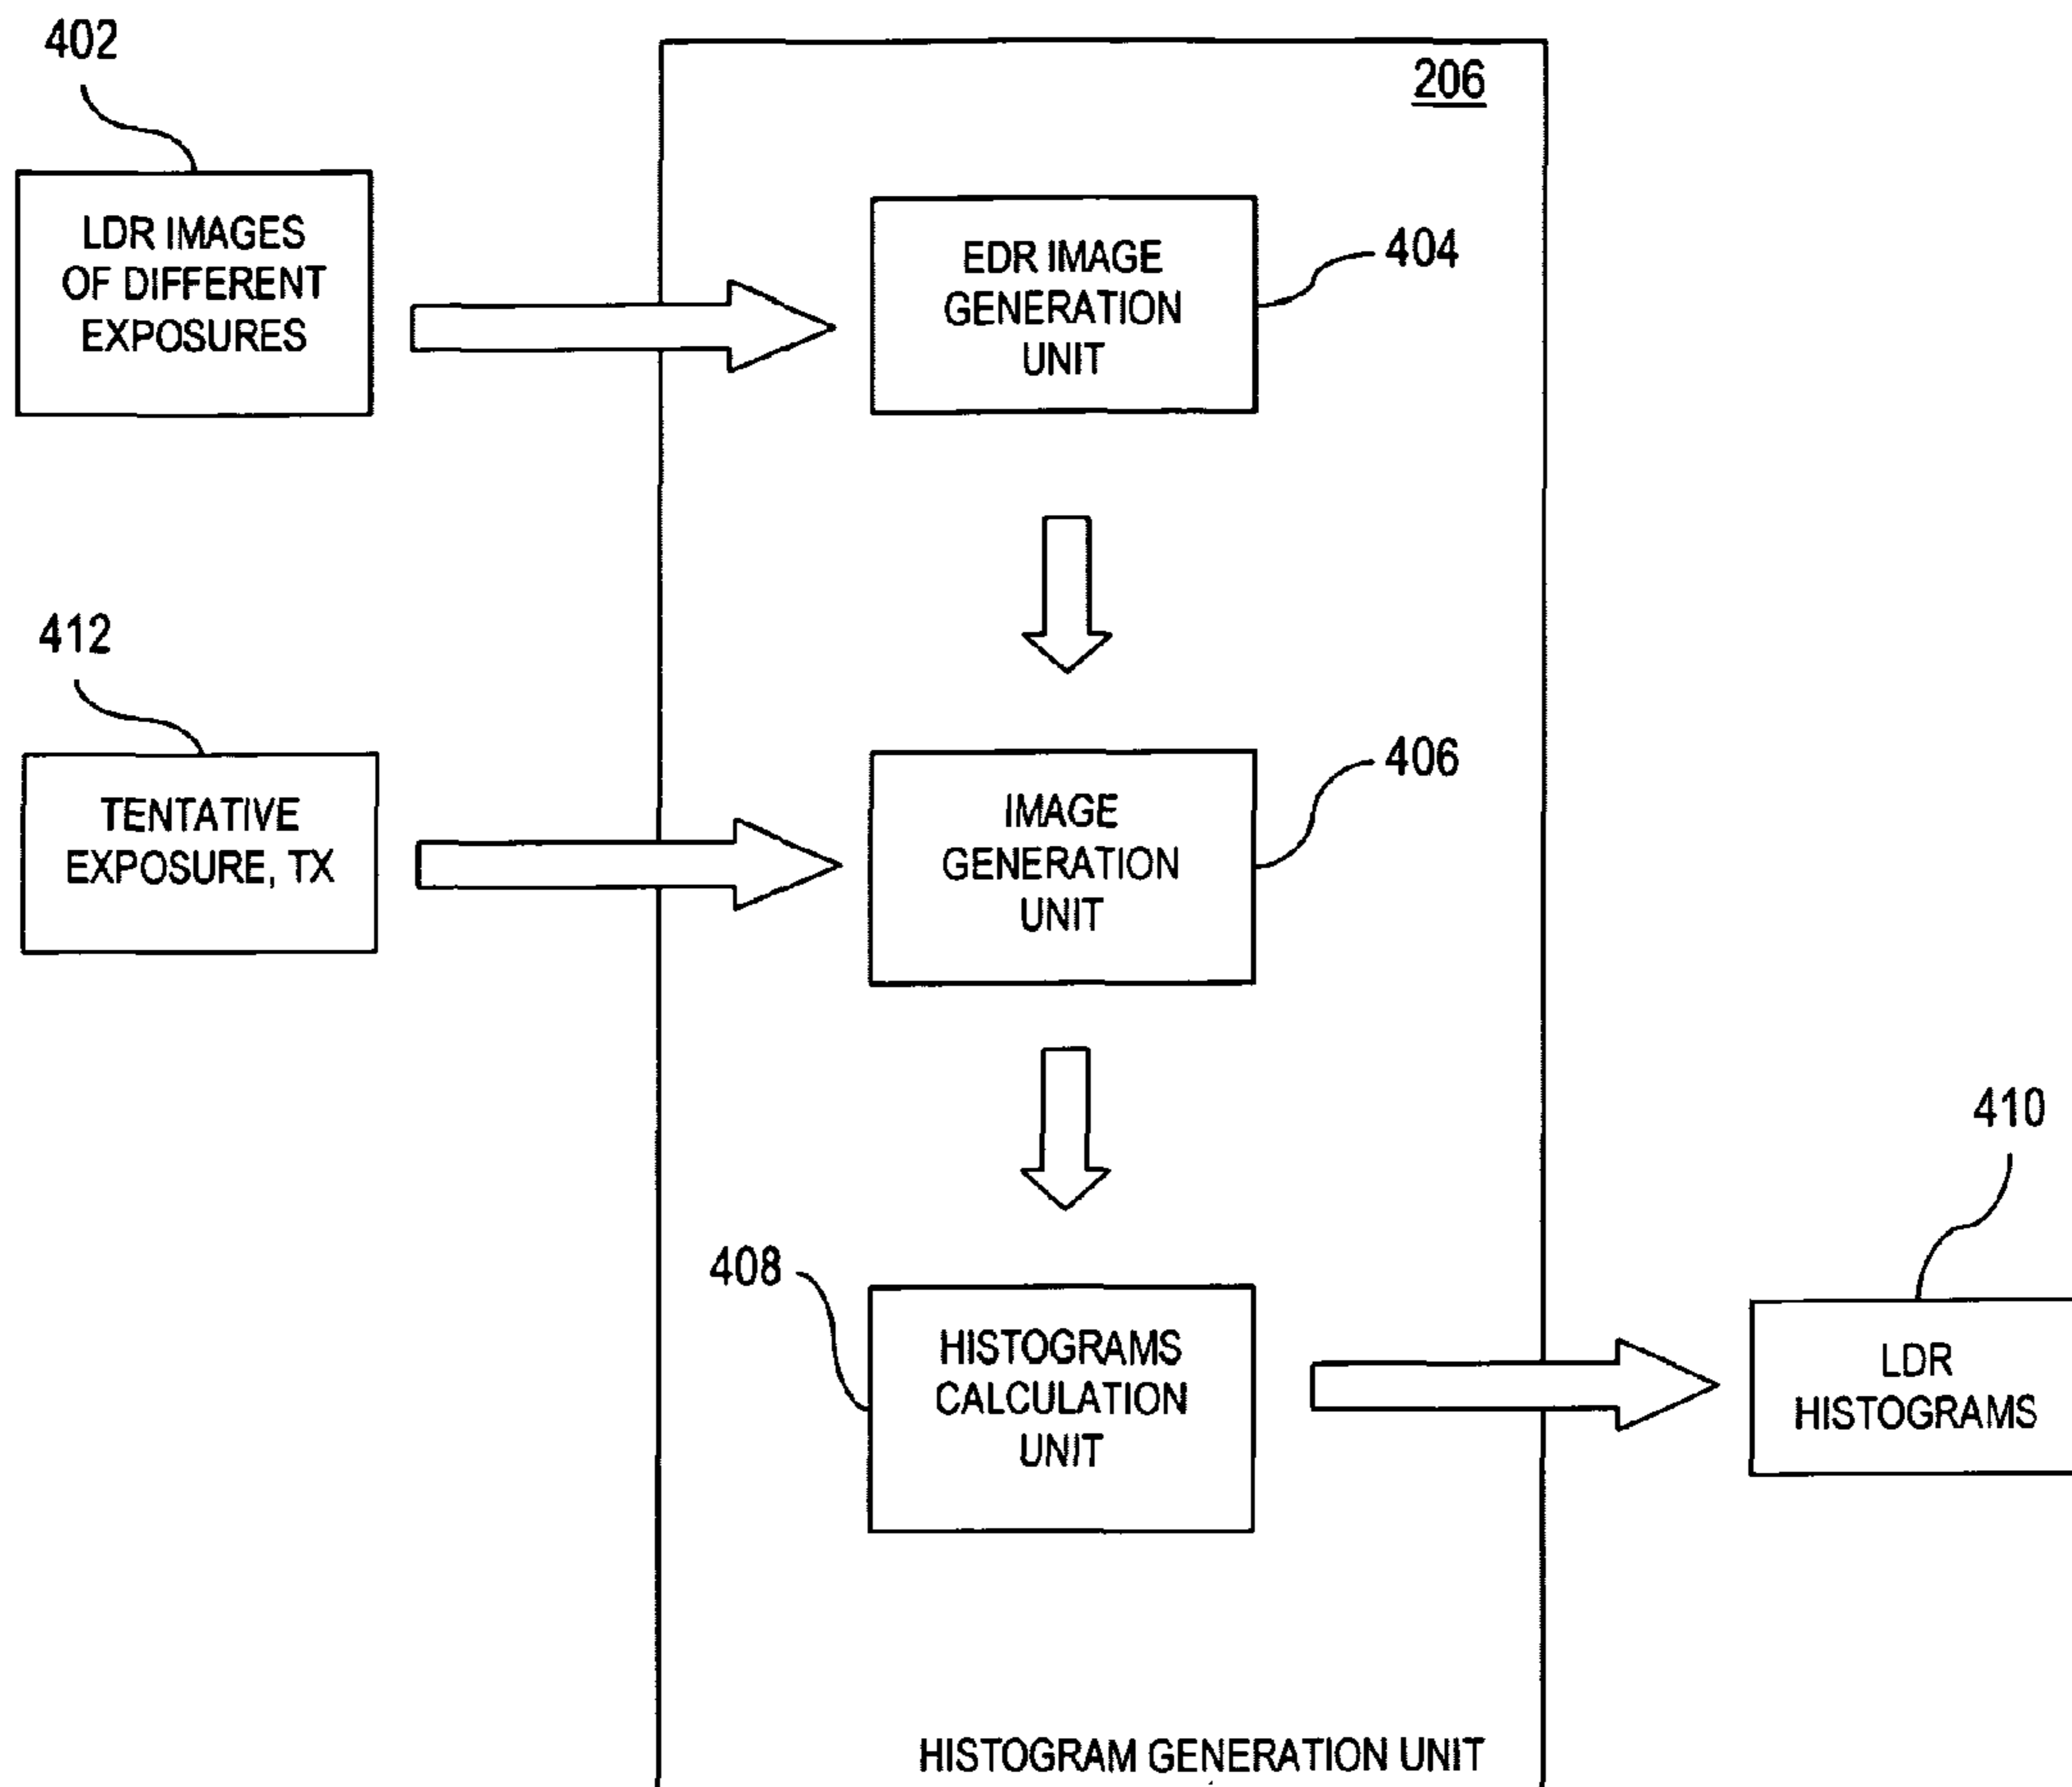 402
206
LDR IMAGES
OF DIFFERENT
EXPOSURES
EDR IMAGE
GENERATION
UNIT
404
412
TENTATIVE
EXPOSURE, TX
IMAGE
GENERATION
UNIT
406
408
HISTOGRAMS
CALCULATION
UNIT
410
LDR
HISTOGRAMS
HISTOGRAM GENERATION UNIT